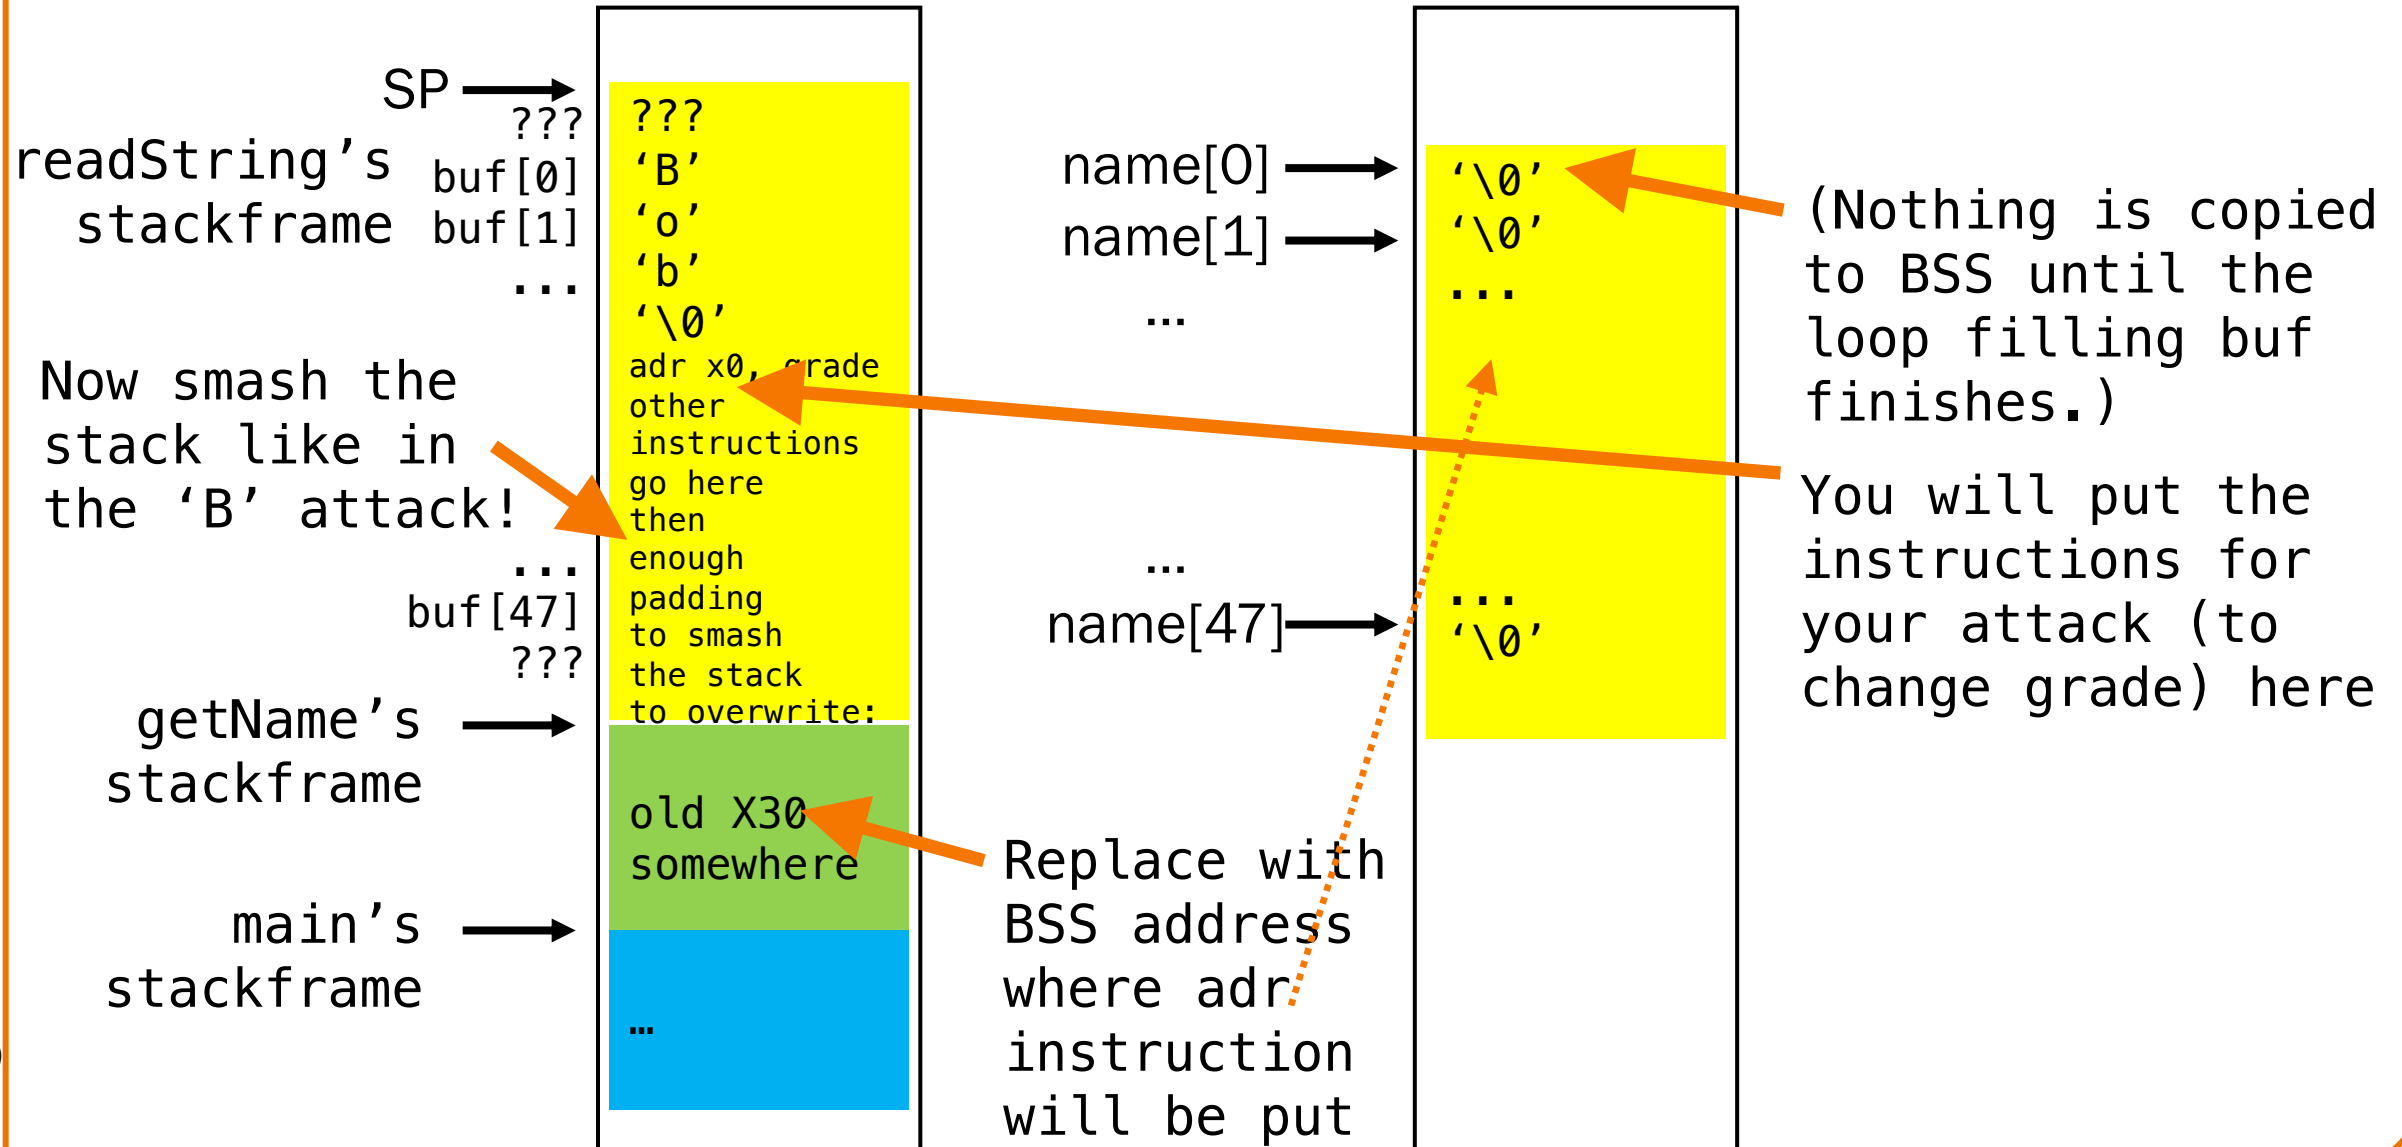 SP
???
readString’s
buf[0]
stackframe
buf[1]
...
Now smash the
stack like in
the ‘B’ attack!
...
buf[47]
???
getName’s
stackframe
main’s
stackframe
???
‘B’
‘o’
‘b’
‘\0’
adr x0, grade
other
instructions
go here
then
enough
padding
to smash
the stack
to overwrite:
old X30
somewhere
…
name[0]
name[1]
...
...
name[47]
‘\0’
‘\0’
...
...
‘\0’
Replace with
BSS address
where adr
instruction
will be put
(Nothing is copied
to BSS until the
loop filling buf
finishes.)
You will put the
instructions for
your attack (to
change grade) here